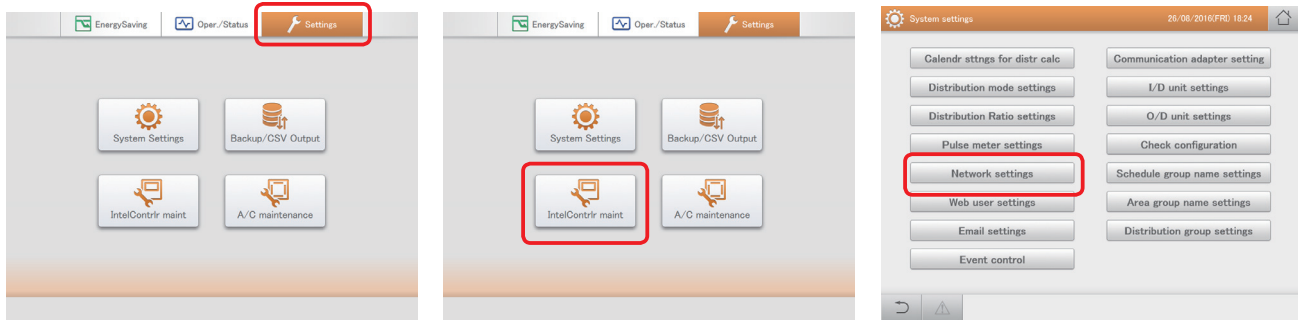 EnergySaving Oper./Status Settings
System Settings Backup/CSV Output
IntelContrlr maint A/C maintenance
EnergySaving Oper./Status Settings
System Settings Backup/CSV Output
IntelContrlr maint A/C maintenance
System settings 26/08/2016(FRI) 18:24
Calendr sttngs for distr calc Communication adapter setting
Distribution mode settings I/D unit settings
Distribution Ratio settings O/D unit settings
Pulse meter settings Check configuration
Network settings Schedule group name settings
Web user settings Area group name settings
Email settings Distribution group settings
Event control